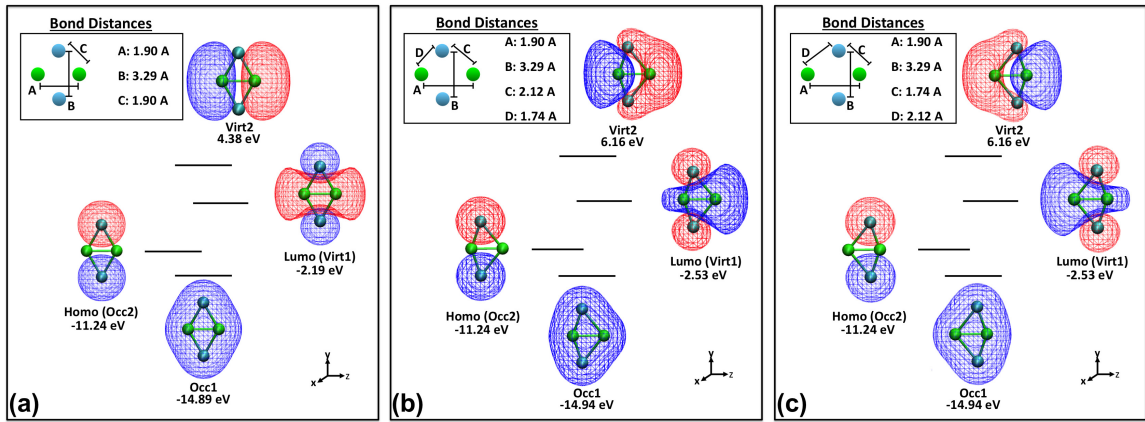 Bond Distances
C
A
B
A: 1.90 A
B: 3.29 A
C: 1.90 A
Virt2
4.38 eV
Lumo (Virt1)
-2.19 eV
Homo (Occ2)
-11.24 eV
Occ1
-14.89 eV
y
x z
(a)
Bond Distances
D C
A
B
A: 1.90 A
B: 3.29 A
C: 2.12 A
D: 1.74 A
Virt2
6.16 eV
Lumo (Virt1)
-2.53 eV
Homo (Occ2)
-11.24 eV
Occ1
-14.94 eV
y
x z
(b)
Bond Distances
D C
A
B
A: 1.90 A
B: 3.29 A
C: 1.74 A
D: 2.12 A
Virt2
6.16 eV
Lumo (Virt1)
-2.53 eV
Homo (Occ2)
-11.24 eV
Occ1
-14.94 eV
y
x z
(c)